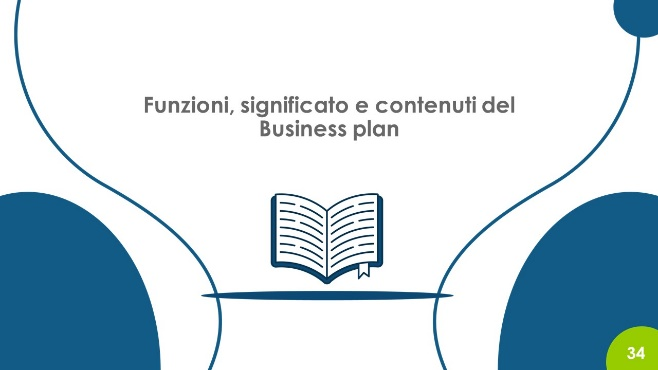 Funzioni, significato e contenuti del
Business plan
34